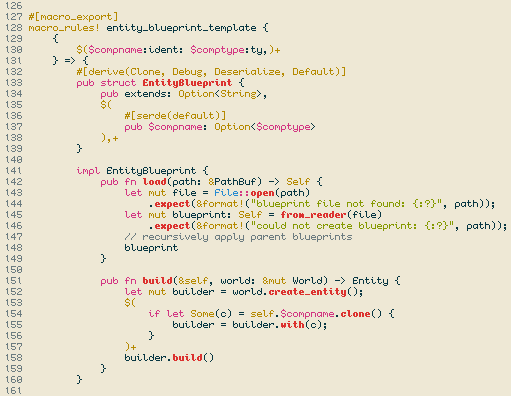 126
127 #[macro_export]
128 macro_rules! entity_blueprint_template {
129     {
130         $($compname:ident: $comptype:ty,)+
131     } => {
132         #[derive(Clone, Debug, Deserialize, Default)]
133         pub struct EntityBlueprint {
134             pub extends: Option<String>,
135             $(
136                 #[serde(default)]
137                 pub $compname: Option<$comptype>
138             ),+
139         }
140
141         impl EntityBlueprint {
142             pub fn load(path: &PathBuf) -> Self {
143                 let mut file = File::open(path)
144                     .expect(&format!("blueprint file not found: {:?}", path));
145                 let mut blueprint: Self = from_reader(file)
146                     .expect(&format!("could not create blueprint: {:?}", path));
147                 // recursively apply parent blueprints
148                 blueprint
149             }
150
151             pub fn build(&self, world: &mut World) -> Entity {
152                 let mut builder = world.create_entity();
153                 $(
154                     if let Some(c) = self.$compname.clone() {
155                         builder = builder.with(c);
156                     }
157                 )+
158                 builder.build()
159             }
160         }
161